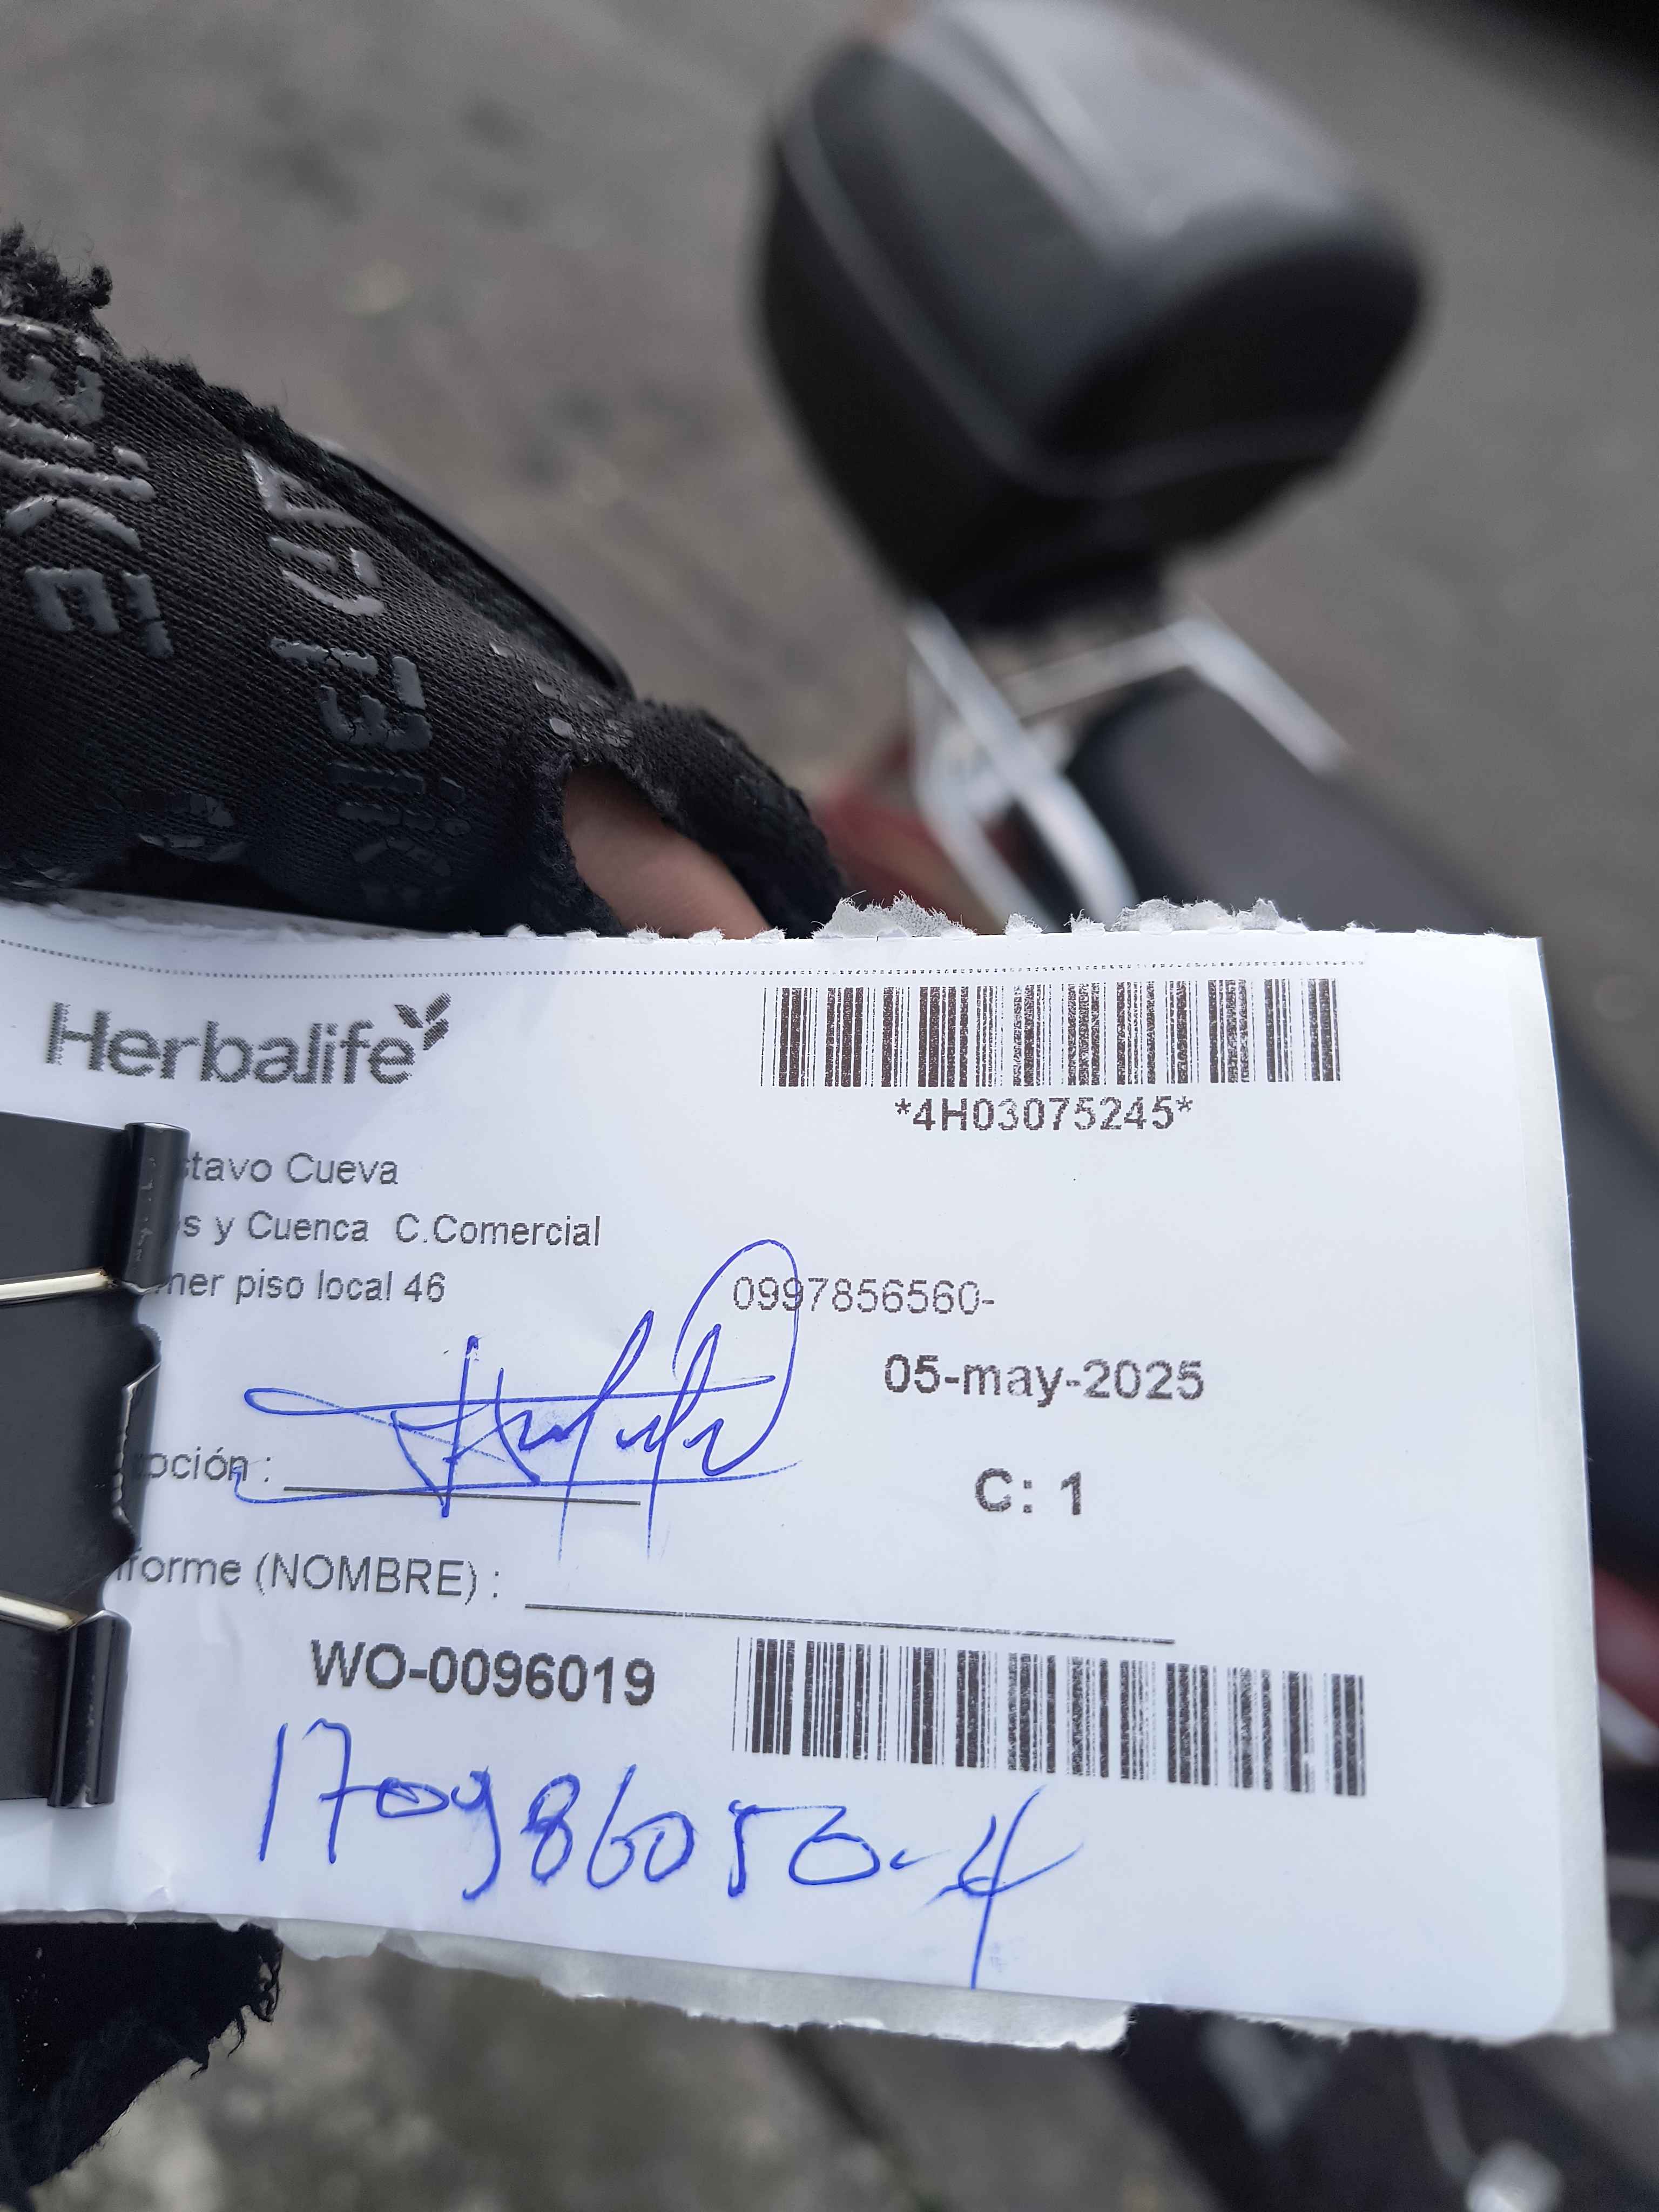 Herbalife
*4H03075245*
stavo Cueva
s y Cuenca C.Comercial
mer piso local 46
0997856560-
05-may-2025
pción :
C: 1
forme (NOMBRE) :
WO-0096019
170986050-4